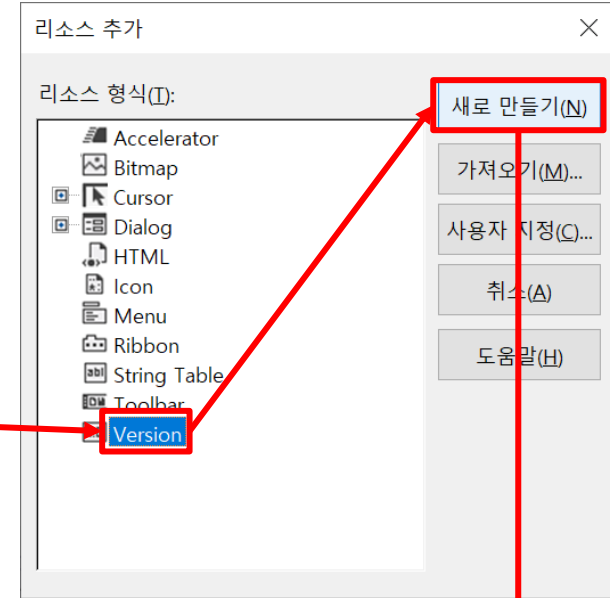 리소스 추가
리소스 형식(T):
Accelerator
Bitmap
Cursor
Dialog
HTML
Icon
Menu
Ribbon
String Table
Toolbar
Version
새로 만들기(N)
가져오기(M)...
사용자 지정(C)...
취소(A)
도움말(H)